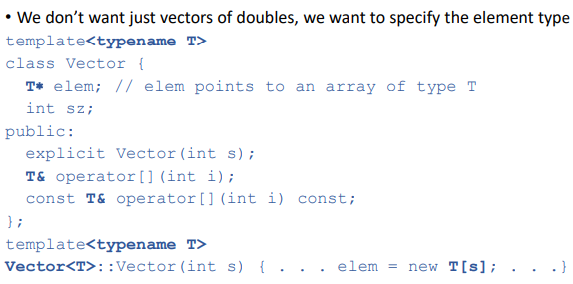 • We don’t want just vectors of doubles, we want to specify the element type
template<typename T>
class Vector {
T* elem; // elem points to an array of type T
int sz;
public:
explicit Vector(int s);
T& operator[](int i);
const T& operator[](int i) const;
};
template<typename T>
Vector<T>::Vector(int s) { . . . elem = new T[s]; . . .}